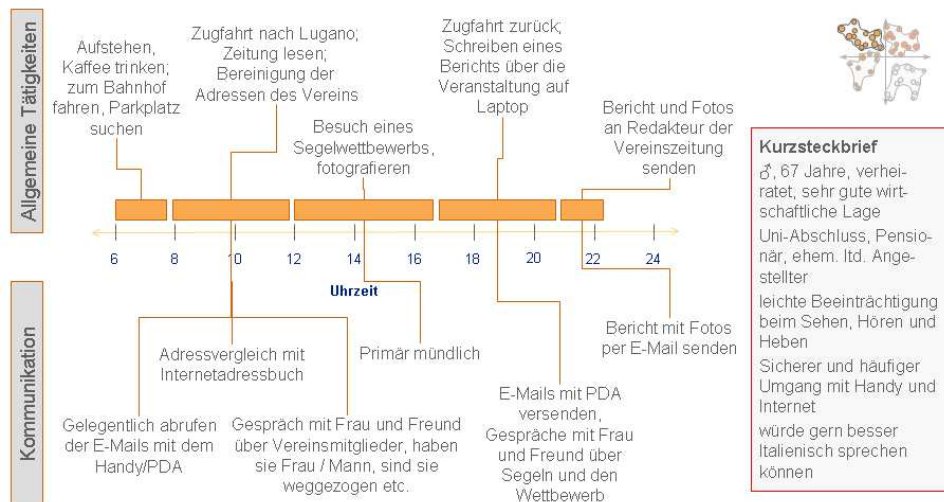 Allgemeine Tätigkeiten
Aufstehen,
Kaffee trinken;
zum Bahnhof
fahren, Parkplatz
suchen
Zugfahrt nach Lugano;
Zeitung lesen;
Bereinigung der
Adressen des Vereins
Besuch eines
Segelwettbewerbs,
fotografieren
Zugfahrt zurück;
Schreiben eines
Berichts über die
Veranstaltung auf
Laptop
Bericht und Fotos
an Redakteur der
Vereinszeitung
senden
6 8 10 12 14 16 18 20 22 24
Uhrzeit
Kommunikation
Gelegentlich abrufen
der E-Mails mit dem
Handy/PDA
Adressvergleich mit
Internetadressbuch
Gespräch mit Frau und Freund
über Vereinsmitglieder, haben
sie Frau / Mann, sind sie
weggezogen etc.
Primär mündlich
E-Mails mit PDA
versenden,
Gespräche mit Frau
und Freund über
Segeln und den
Wettbewerb
Bericht mit Fotos
per E-Mail senden
Kurzsteckbrief
♂, 67 Jahre, verhei-
ratet, sehr gute wirt-
schaftliche Lage
Uni-Abschluss, Pensio-
när, ehem. ltd. Ange-
stellter
leichte Beeinträchtigung
beim Sehen, Hören und
Heben
Sicherer und häufiger
Umgang mit Handy und
Internet
würde gern besser
Italienisch sprechen
können